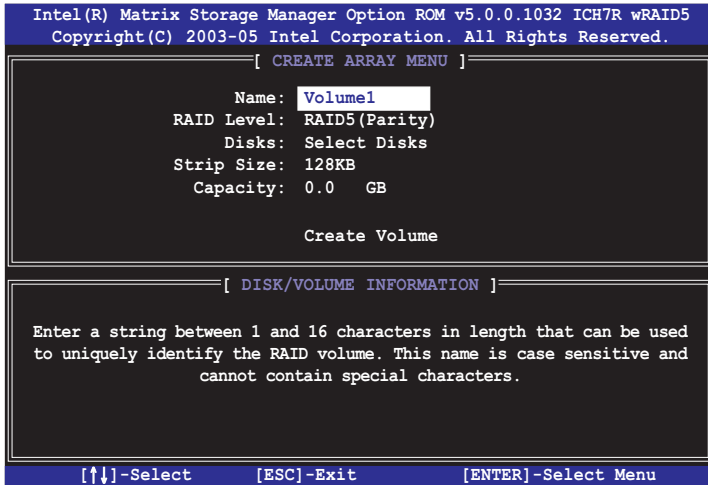 Intel(R) Matrix Storage Manager Option ROM v5.0.0.1032 ICH7R wRAID5
Copyright(C) 2003-05 Intel Corporation. All Rights Reserved.
[ CREATE ARRAY MENU ]
Name: Volume1
RAID Level: RAID5(Parity)
Disks: Select Disks
Strip Size: 128KB
Capacity: 0.0 GB
Create Volume
[ DISK/VOLUME INFORMATION ]
Enter a string between 1 and 16 characters in length that can be used
to uniquely identify the RAID volume. This name is case sensitive and
cannot contain special characters.
[↑↓]-Select [ESC]-Exit [ENTER]-Select Menu